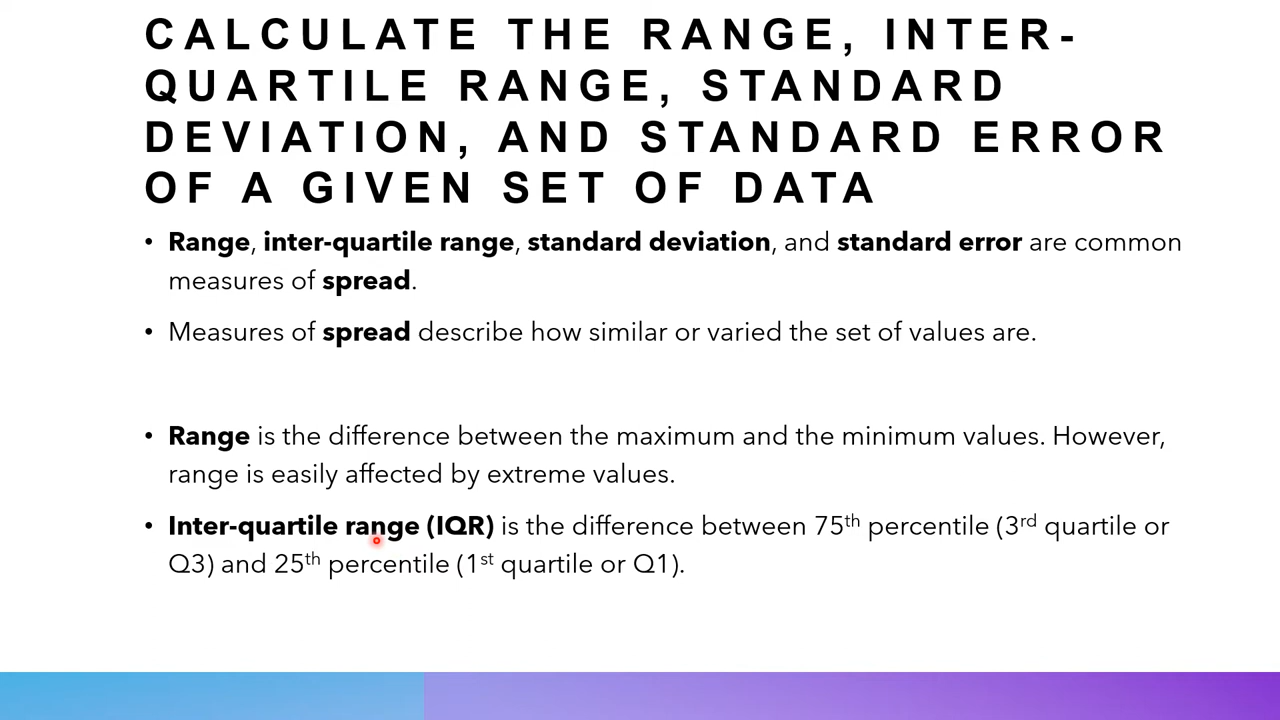 CALCULATE THE RANGE, INTER-
QUARTILE RANGE, STANDARD
DEVIATION, AND STANDARD ERROR
OF A GIVEN SET OF DATA
• Range, inter-quartile range, standard deviation, and standard error are common
measures of spread.
• Measures of spread describe how similar or varied the set of values are.
• Range is the difference between the maximum and the minimum values. However,
range is easily affected by extreme values.
• Inter-quartile range (IQR) is the difference between 75th percentile (3rd quartile or
Q3) and 25th percentile (1st quartile or Q1).